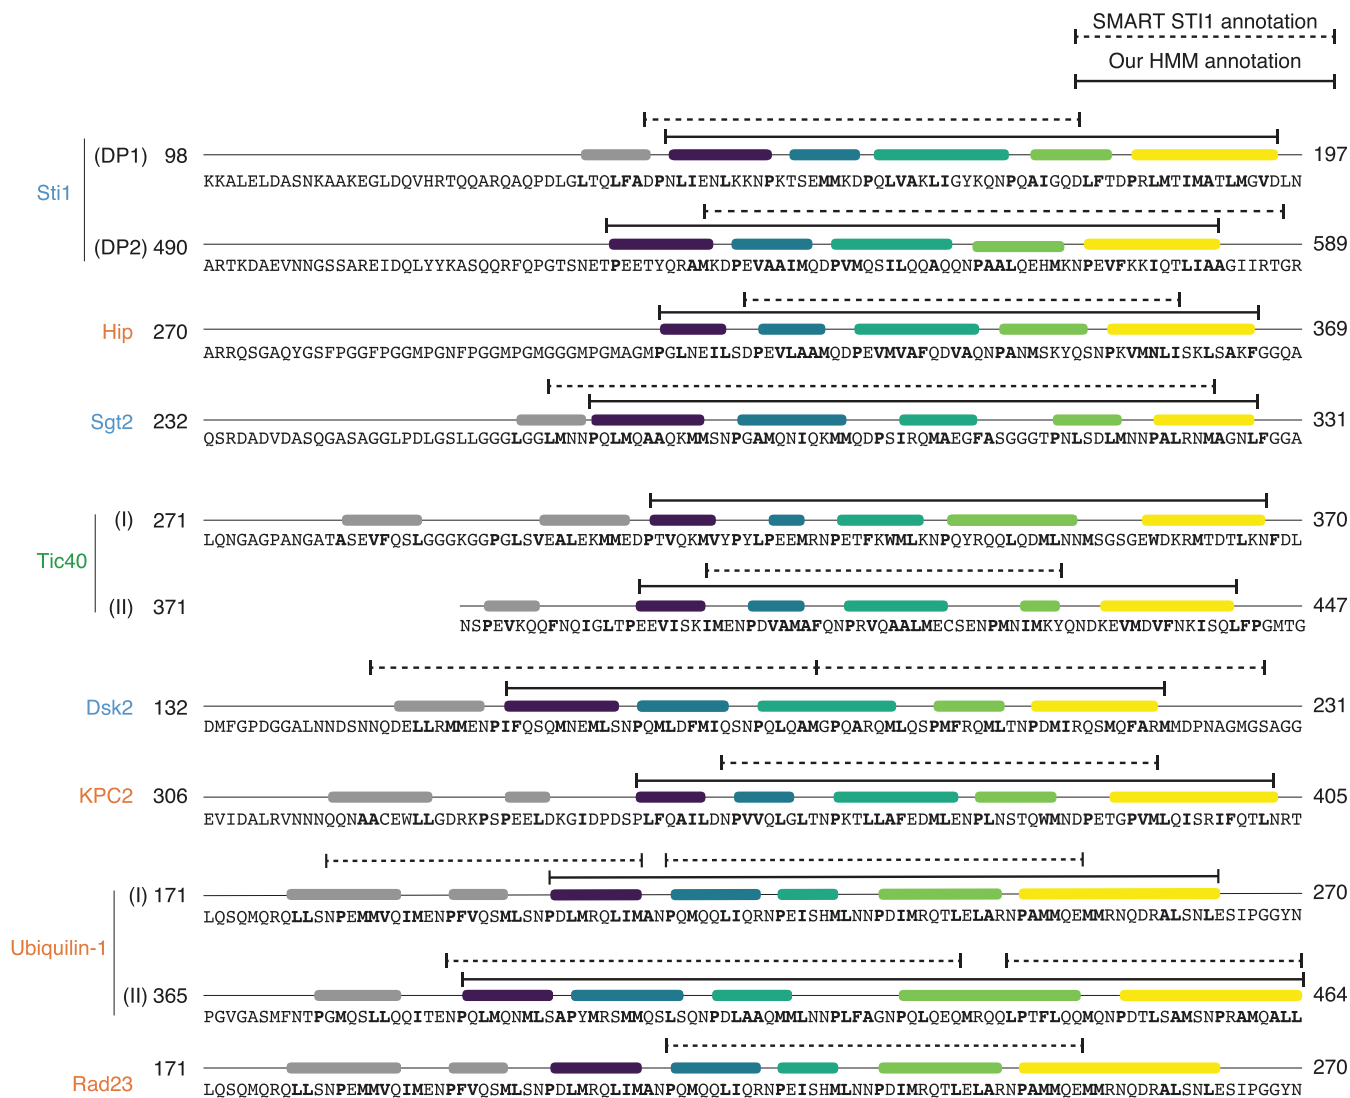 SMART STI1 annotation
Our HMM annotation
Sti1
(DP1) 98 197
KKALELDASNKAAKEGLDQVHRTQQARQAQPDLGLTQLFADPNLIENLKKNPKTSEMMKDPQLVAKLIGYKQNPQAIGQDLFTDPRLMTIMATLMGVDLN
(DP2) 490 589
ARTKDAEVNNGSSAREIDQLYYKASQQRFQPGTSNETPEETYQRAMKDPEVAAIMQDPVMQSILQQAQQNPAALQEHMKNPEVFKKIQTLIAAGIIRTGR
Hip 270 369
ARRQSGAQYGSFPGGFPGGMPGNFPGGMPGMGGGMPGMAGMPGLNEILSDPEVLAAMQDPEVMVAFQDVAQNPANMSKYQSNPKVMNLISKLSAKFGGQA
Sgt2 232 331
QSRDADVDASQGASAGGLPDLGSLLGGGLGGLMNNPQLMQAAQKMMSNPGAMQNIQKMMQDPSIRQMAEGFASGGGTPNLSDLMNNPALRNMAGNLFGGA
Tic40
(I) 271 370
LQNGAGPANGATASEVFQSLGGGKGGPGLSVEALEKMMEDPTVQKMVYPYLPEEMRNPETFKWMLKNPQYRQQLQDMLNNMSGSGEWDKRMTDTLKNFDL
(II) 371 447
NSPEVKQQFNQIGLTPEEVISKIMENPDVAMAFQNPRVQAALMECSENPMNIMKYQNDKEVMDVFNKISQLFPGMTG
Dsk2 132 231
DMFGPDGGALNNDSNNQDELLRMMENPIFQSQMNEMLSNPQMLDFMIQSNPQLQAMGPQARQMLQSPMFRQMLTNPDMIRQSMQFARMMDPNAGMGSAGG
KPC2 306 405
EVIDALRVNNNQQNAACEWLLGDRKPSPEELDKGIDPDSPLFQAILDNPVVQLGLTNPKTLLAFEDMLENPLNSTQWMNDPETGPVMLQISRIFQTLNRT
Ubiquilin-1
(I) 171 270
LQSQMQRQLLSNPEMMVQIMENPFVQSMLSNPDLMRQLIMANPQMQQLIQRNPEISHMLNNPDIMRQTLELARNPAMMQEMMRNQDRALSNLESIPGGYN
(II) 365 464
PGVGASMFNTPGMQSLLQQITENPQLMQNMLSAPYMRSMMQSLSQNPDLAAQMMLNNPLFAGNPQLQEQMRQQLPTFLQQMQNPDTLSAMSNPRAMQALL
Rad23 171 270
LQSQMQRQLLSNPEMMVQIMENPFVQSMLSNPDLMRQLIMANPQMQQLIQRNPEISHMLNNPDIMRQTLELARNPAMMQEMMRNQDRALSNLESIPGGYN